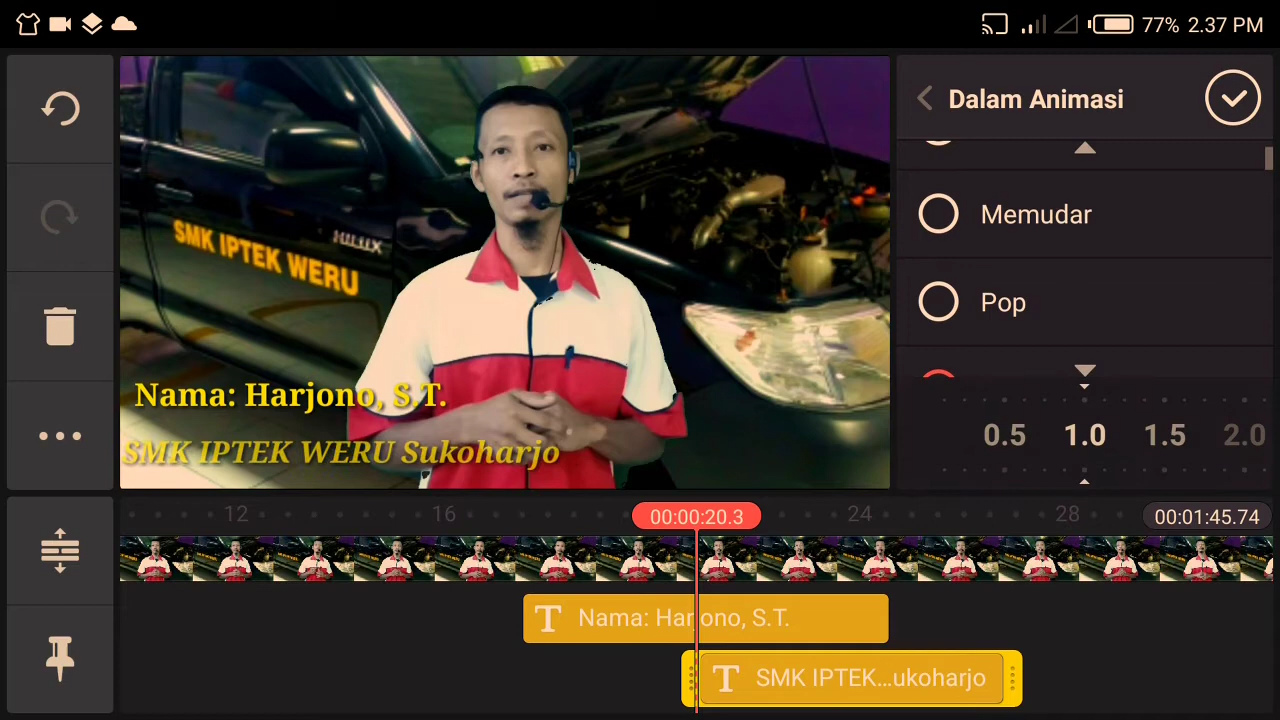 77% 2.37 PM
Dalam Animasi
Memudar
Pop
0.5 1.0 1.5 2.0
SMK IPTEK WERU
HILUX
Nama: Harjono, S.T.
SMK IPTEK WERU Sukoharjo
12 16 00:00:20.3 24 28 00:01:45.74
Nama: Harjono, S.T.
SMK IPTEK...ukoharjo